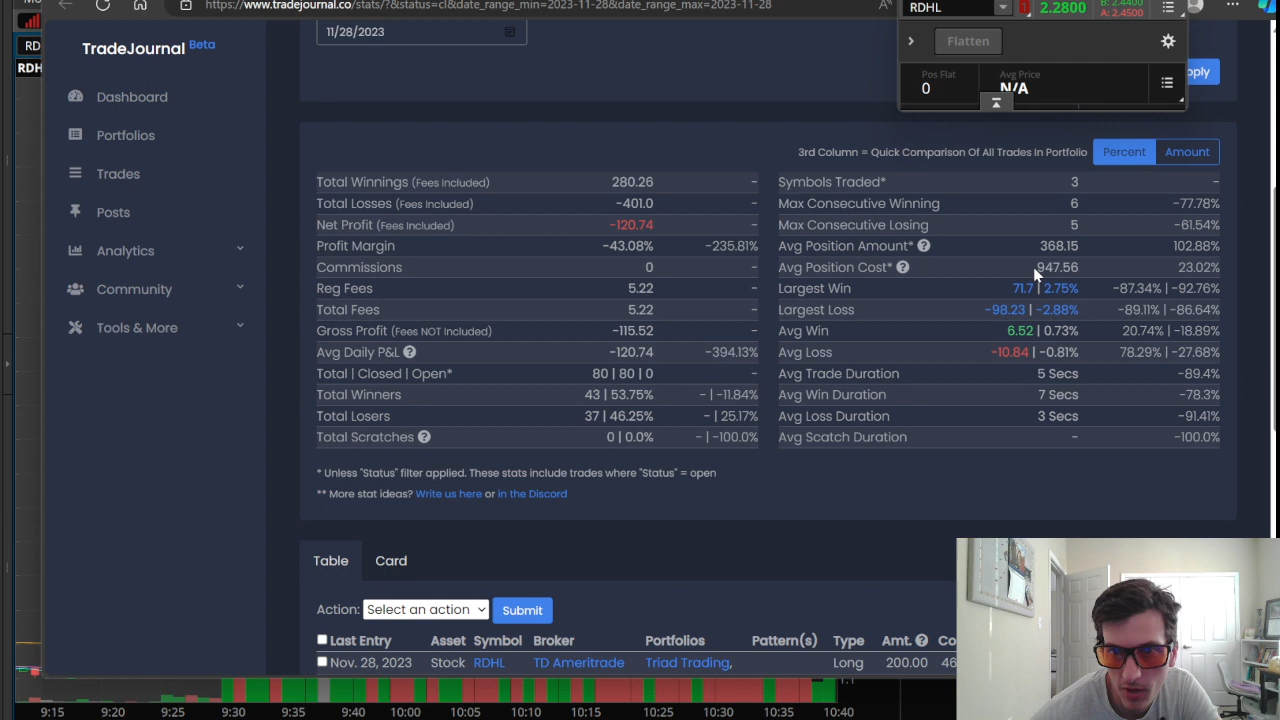 https://www.tradejournal.co/stats/?&status=cl&date_range_min=2023-11-28&date_range_max=2023-11-28
RDHL
1
2.2800
B: 2.4400
A: 2.4500
Flatten
Pos Flat
0
Avg Price
N/A
RD
RDHL
TradeJournal Beta
Dashboard
Portfolios
Trades
Posts
Analytics
Community
Tools & More
11/28/2023
3rd Column = Quick Comparison Of All Trades In Portfolio
Percent
Amount
Total Winnings (Fees Included) 280.26 -
Total Losses (Fees Included) -401.0 -
Net Profit (Fees Included) -120.74 -
Profit Margin -43.08% -235.81%
Commissions 0 -
Reg Fees 5.22 -
Total Fees 5.22 -
Gross Profit (Fees NOT Included) -115.52 -
Avg Daily P&L -120.74 -394.13%
Total | Closed | Open* 80 | 80 | 0 -
Total Winners 43 | 53.75% - | -11.84%
Total Losers 37 | 46.25% - | 25.17%
Total Scratches 0 | 0.0% - | -100.0%
Symbols Traded* 3 -
Max Consecutive Winning 6 -77.78%
Max Consecutive Losing 5 -61.54%
Avg Position Amount* 368.15 102.88%
Avg Position Cost* 947.56 23.02%
Largest Win 71.7 | 2.75% -87.34% | -92.76%
Largest Loss -98.23 | -2.88% -89.11% | -86.64%
Avg Win 6.52 | 0.73% 20.74% | -18.89%
Avg Loss -10.84 | -0.81% 78.29% | -27.68%
Avg Trade Duration 5 Secs -89.4%
Avg Win Duration 7 Secs -78.3%
Avg Loss Duration 3 Secs -91.41%
Avg Scatch Duration - -100.0%
* Unless "Status" filter applied. These stats include trades where "Status" = open
** More stat ideas? Write us here or in the Discord
Table
Card
Action: Select an action
Submit
Last Entry Asset Symbol Broker Portfolios Pattern(s) Type Amt. Co
Nov. 28, 2023 Stock RDHL TD Ameritrade Triad Trading, Long 200.00 46
1.1
9:15 9:20 9:25 9:30 9:35 9:40 10:00 10:05 10:10 10:15 10:25 10:30 10:35 10:40